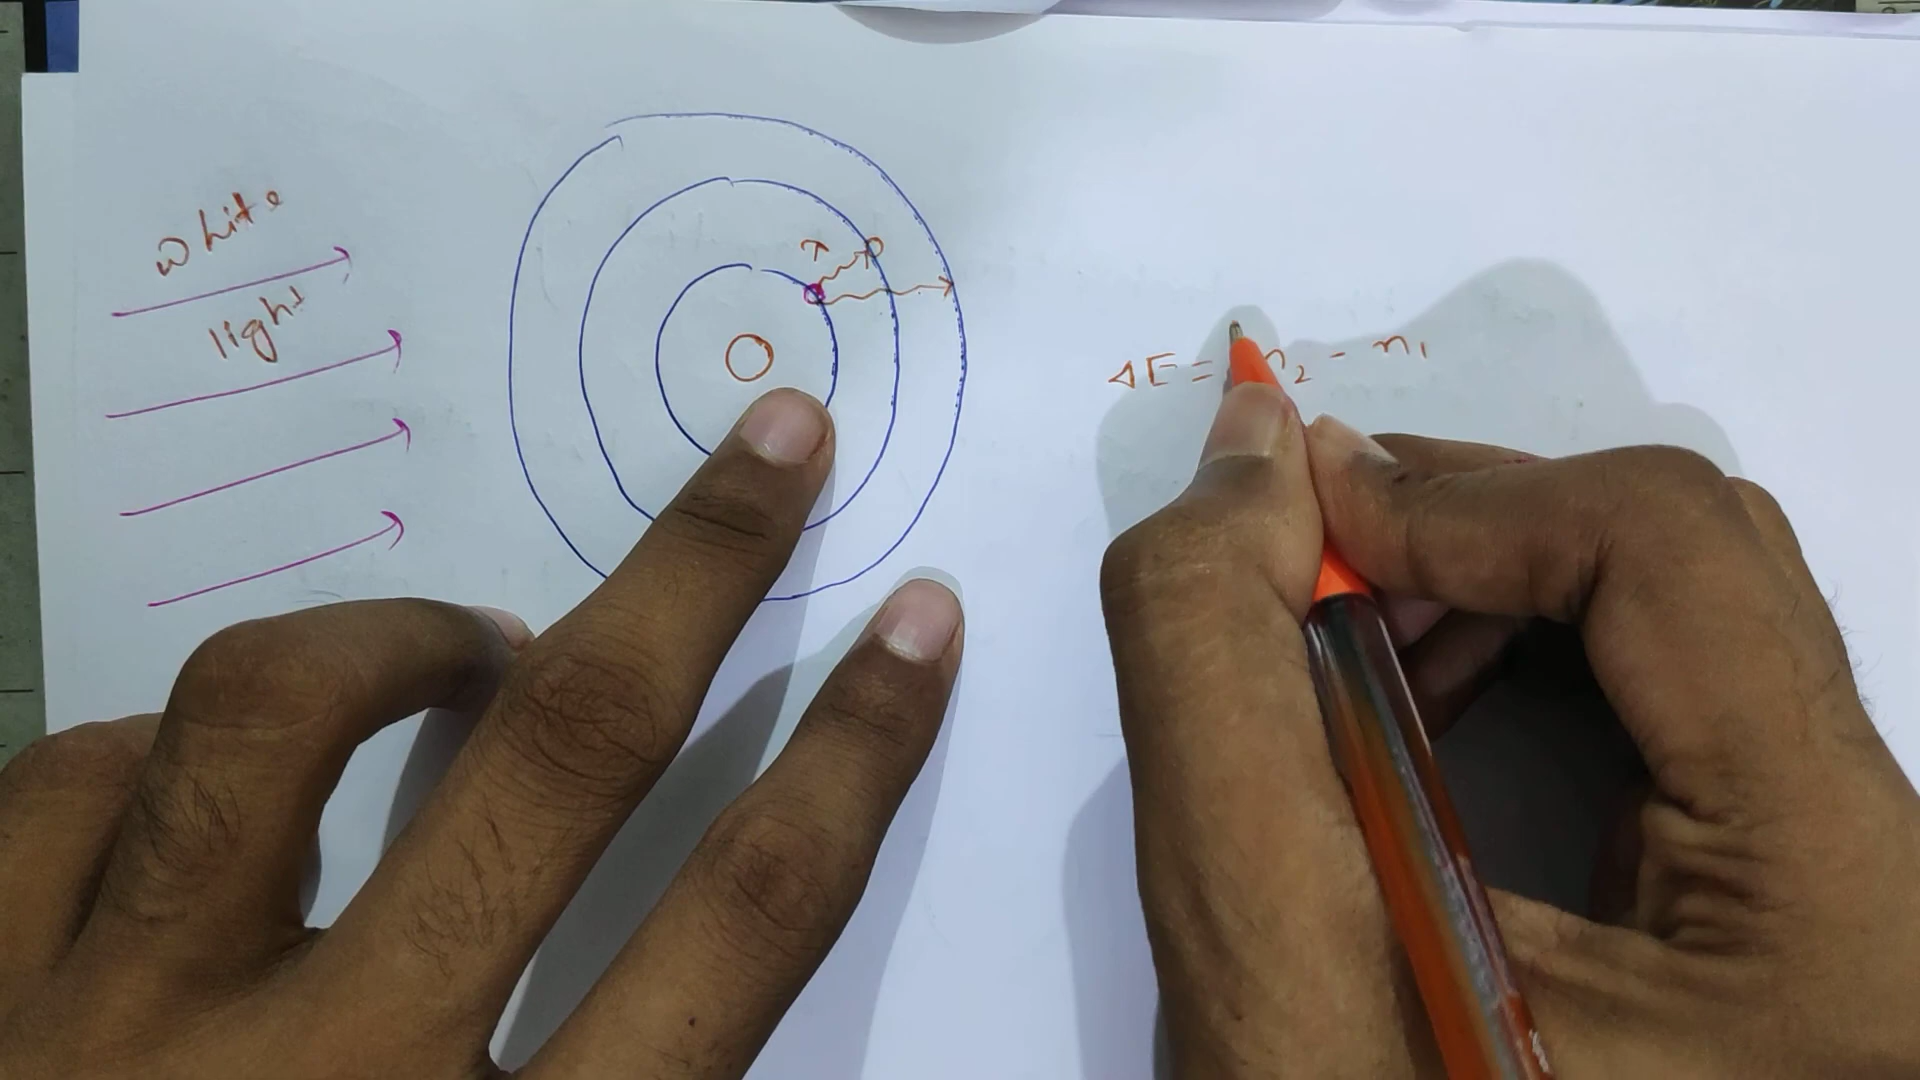 white
light
ΔE = n₂ - n₁